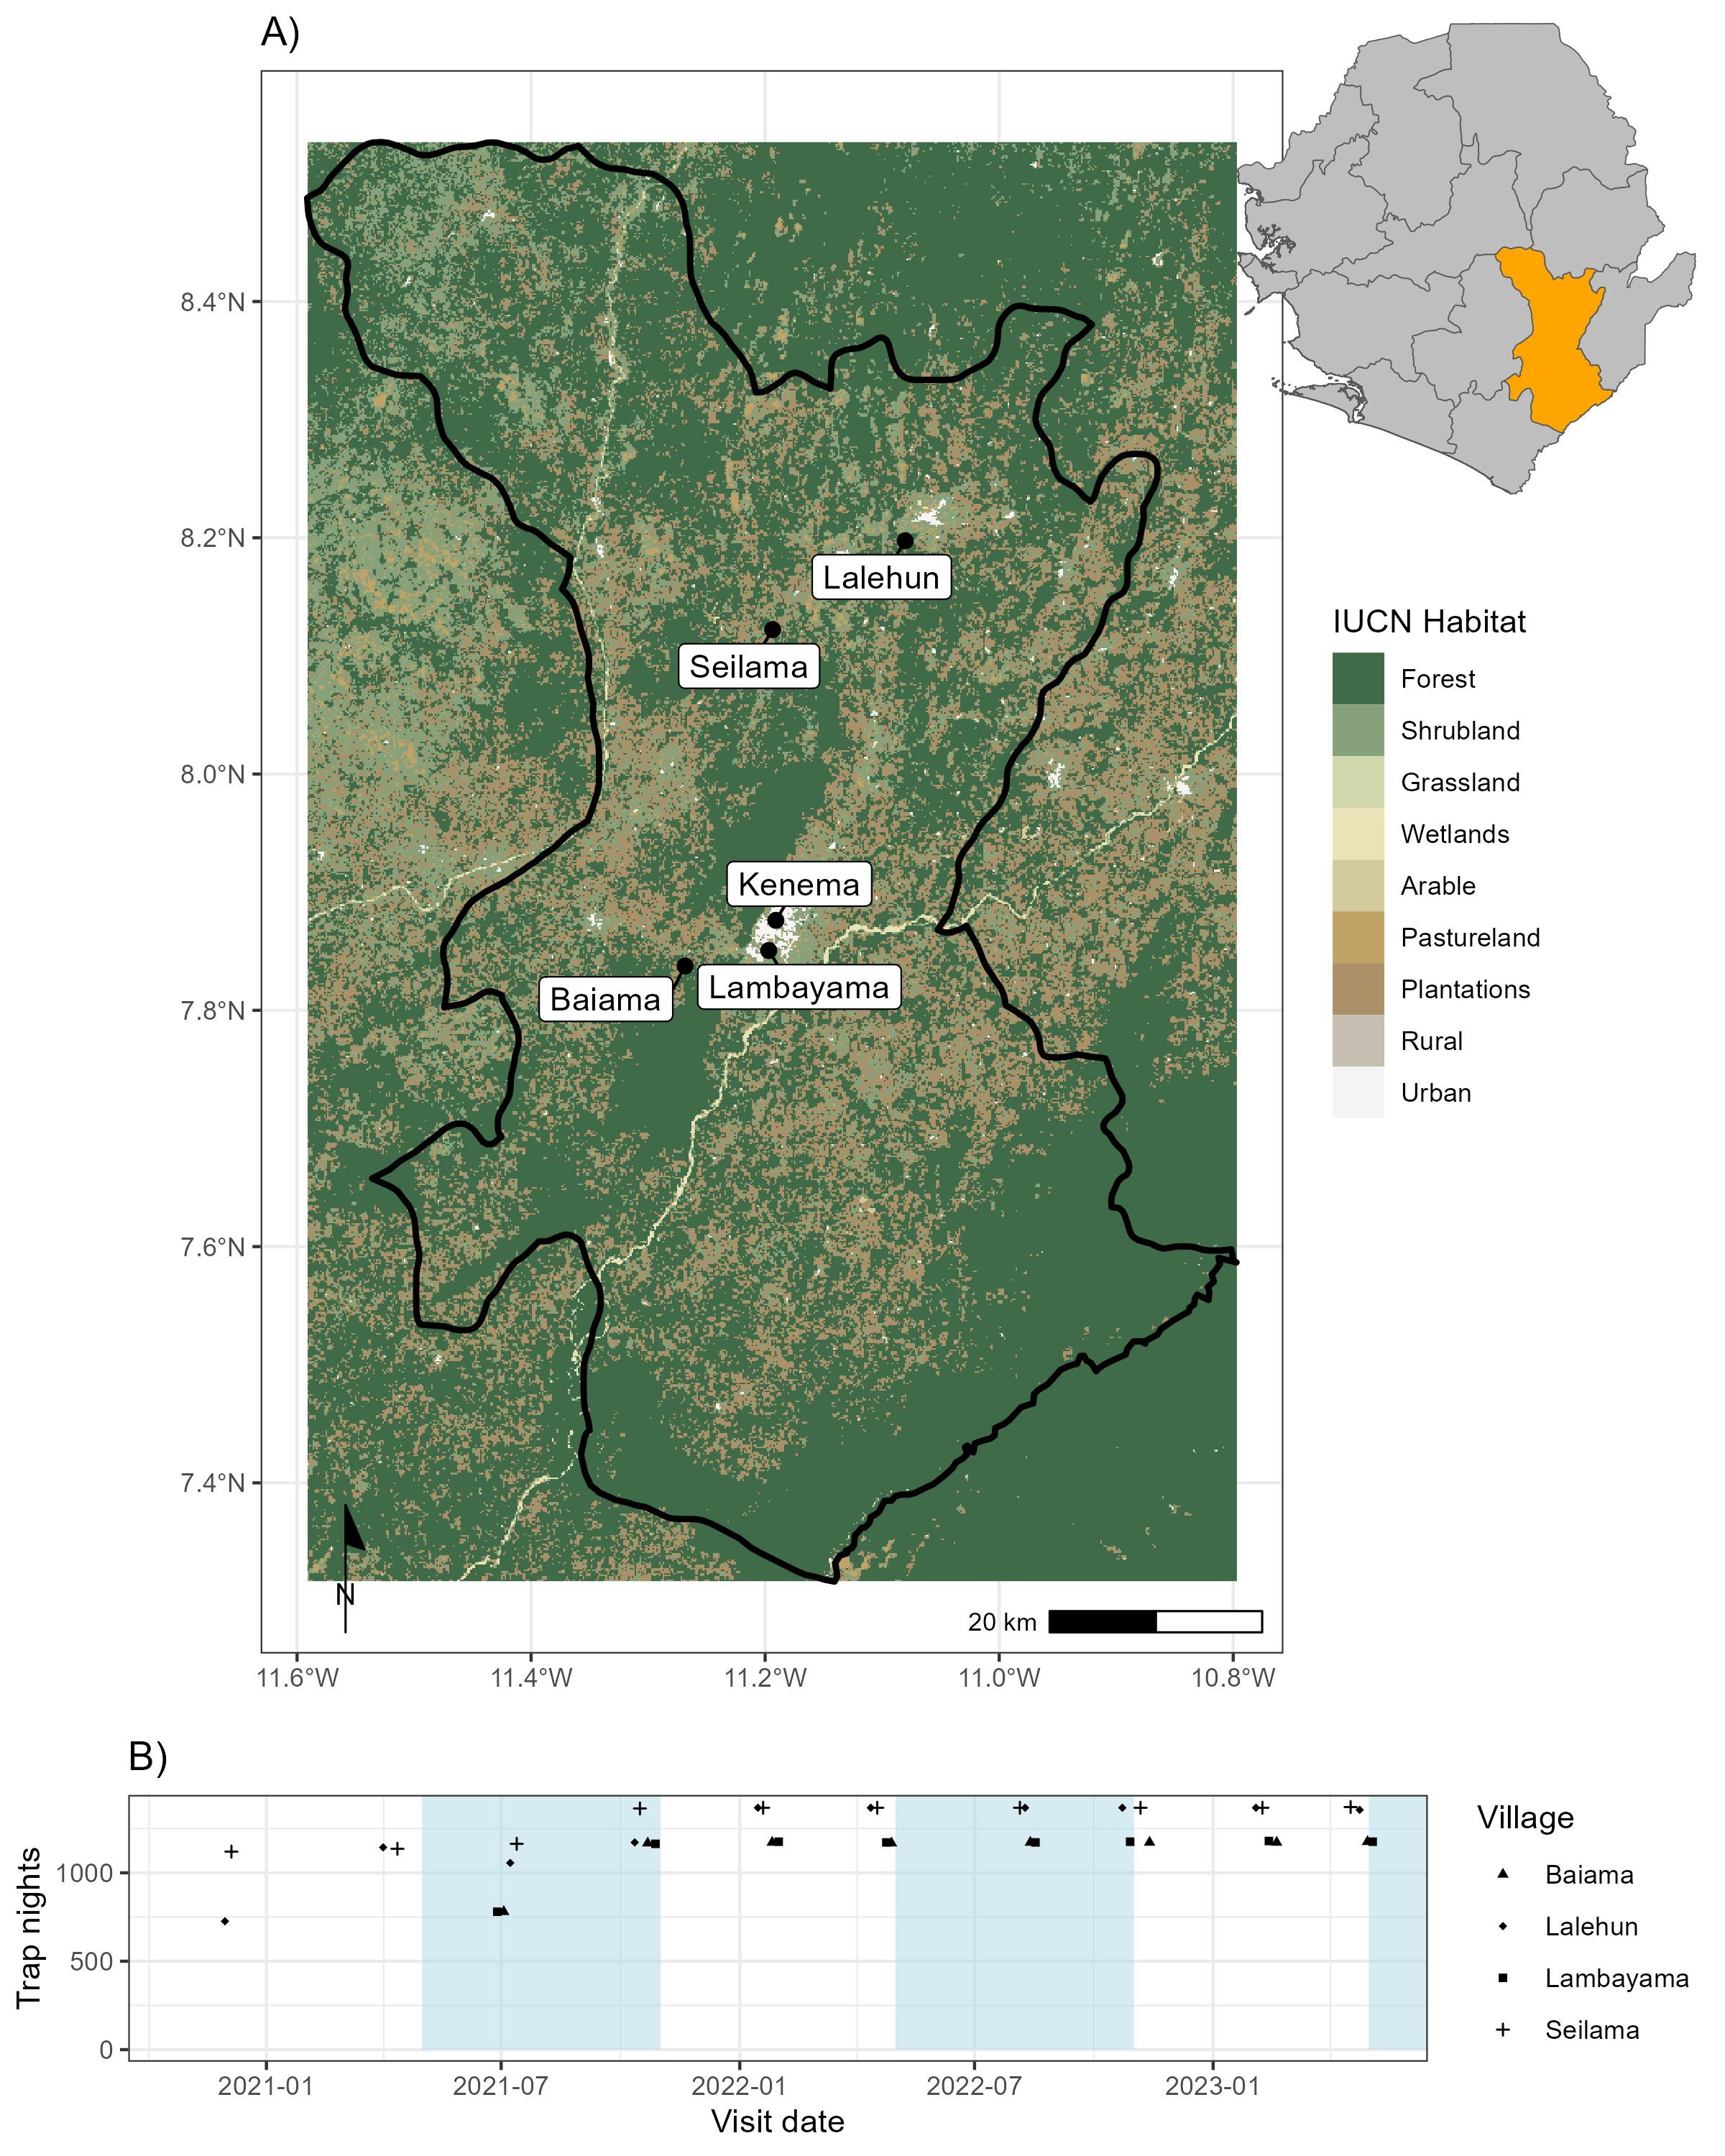 A)
8.4°N
8.2°N
8.0°N
7.8°N
7.6°N
7.4°N
Lalehun
Seilama
Kenema
Lambayama
Baiama
N
20 km
11.6°W
11.4°W
11.2°W
11.0°W
10.8°W
IUCN Habitat
Forest
Shrubland
Grassland
Wetlands
Arable
Pastureland
Plantations
Rural
Urban
B)
Trap nights
1000
500
0
2021-01
2021-07
2022-01
2022-07
2023-01
Visit date
Village
Baiama
Lalehun
Lambayama
Seilama